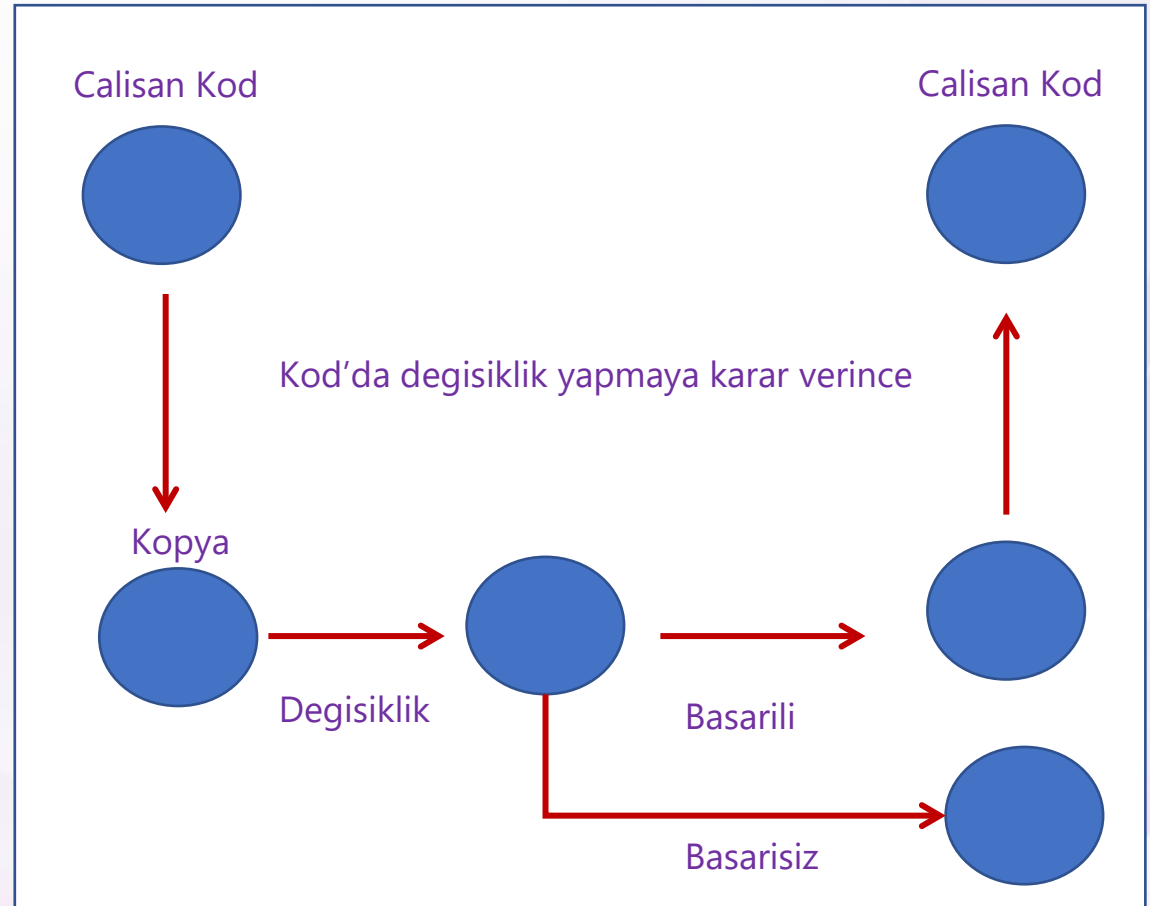 Calisan Kod
Calisan Kod
Kod’da degisiklik yapmaya karar verince
Kopya
Degisiklik
Basarili
Basarisiz